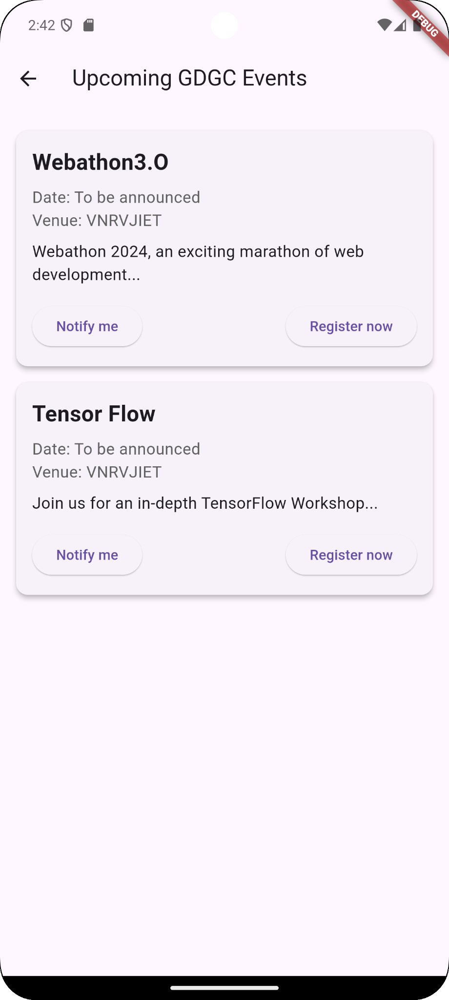 2:42
DEBUG
Upcoming GDGC Events
Webathon3.O
Date: To be announced
Venue: VNRVJIET
Webathon 2024, an exciting marathon of web
development...
Notify me
Register now
Tensor Flow
Date: To be announced
Venue: VNRVJIET
Join us for an in-depth TensorFlow Workshop...
Notify me
Register now